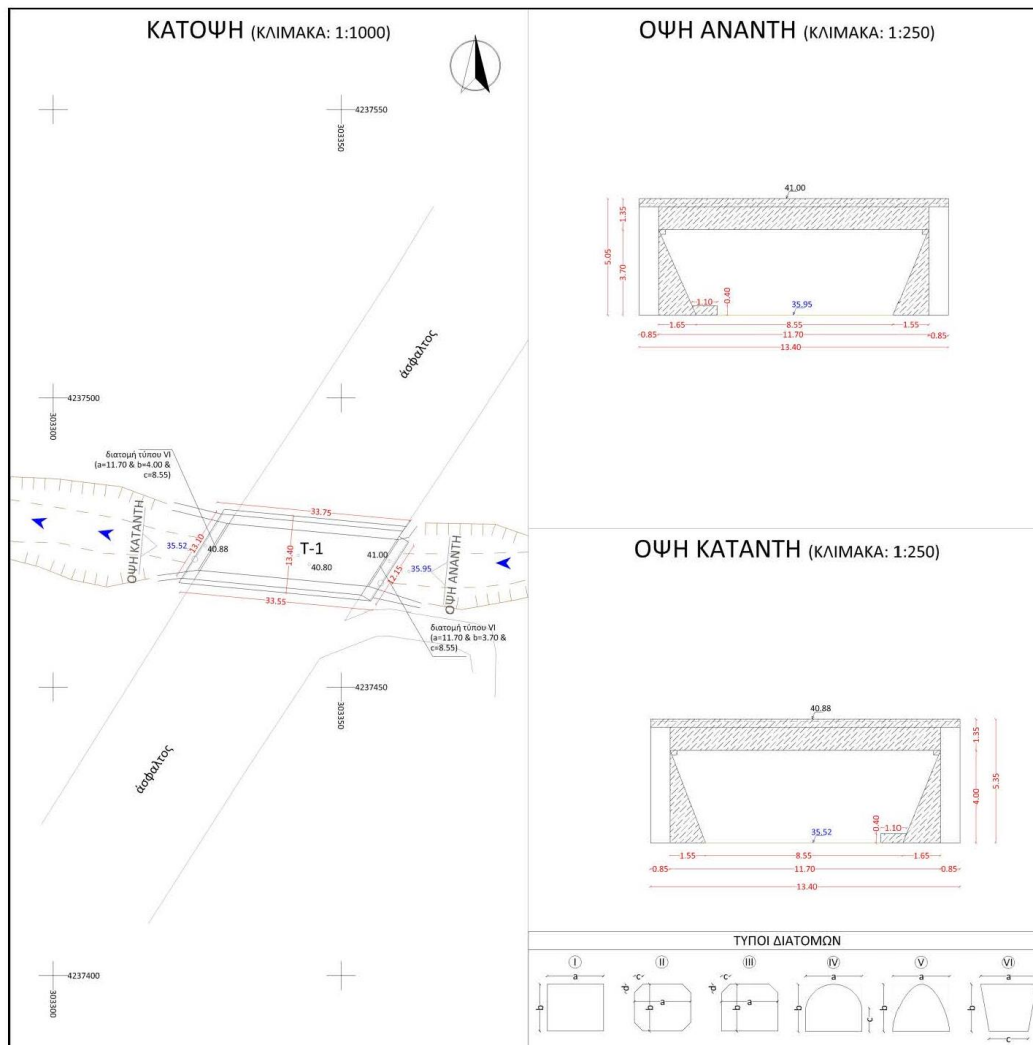 ΚΑΤΟΨΗ (ΚΛΙΜΑΚΑ: 1:1000)
4237550
303350
άσφαλτος
4237500
303300
διατομή τύπου VI
(a=11.70 & b=4.00 &
c=8.55)
33.75
ΟΨΗ ΚΑΤΑΝΤΗ
35.52
13.10
40.88
13.40
T-1
40.80
41.00
12.15
35.95
ΟΨΗ ΑΝΑΝΤΗ
33.55
διατομή τύπου VI
(a=11.70 & b=3.70 &
c=8.55)
4237450
303350
άσφαλτος
4237400
303300
ΟΨΗ ΑΝΑΝΤΗ (ΚΛΙΜΑΚΑ: 1:250)
41.00
1.35
5.05
3.70
1.10
0.40
35.95
1.65
8.55
1.55
0.85
11.70
0.85
13.40
ΟΨΗ ΚΑΤΑΝΤΗ (ΚΛΙΜΑΚΑ: 1:250)
40.88
1.35
4.00
5.35
0.40
1.10
35.52
1.55
8.55
1.65
0.85
11.70
0.85
13.40
ΤΥΠΟΙ ΔΙΑΤΟΜΩΝ
I II III IV V VI
a c c a a a
b d b a d b a b c b b c